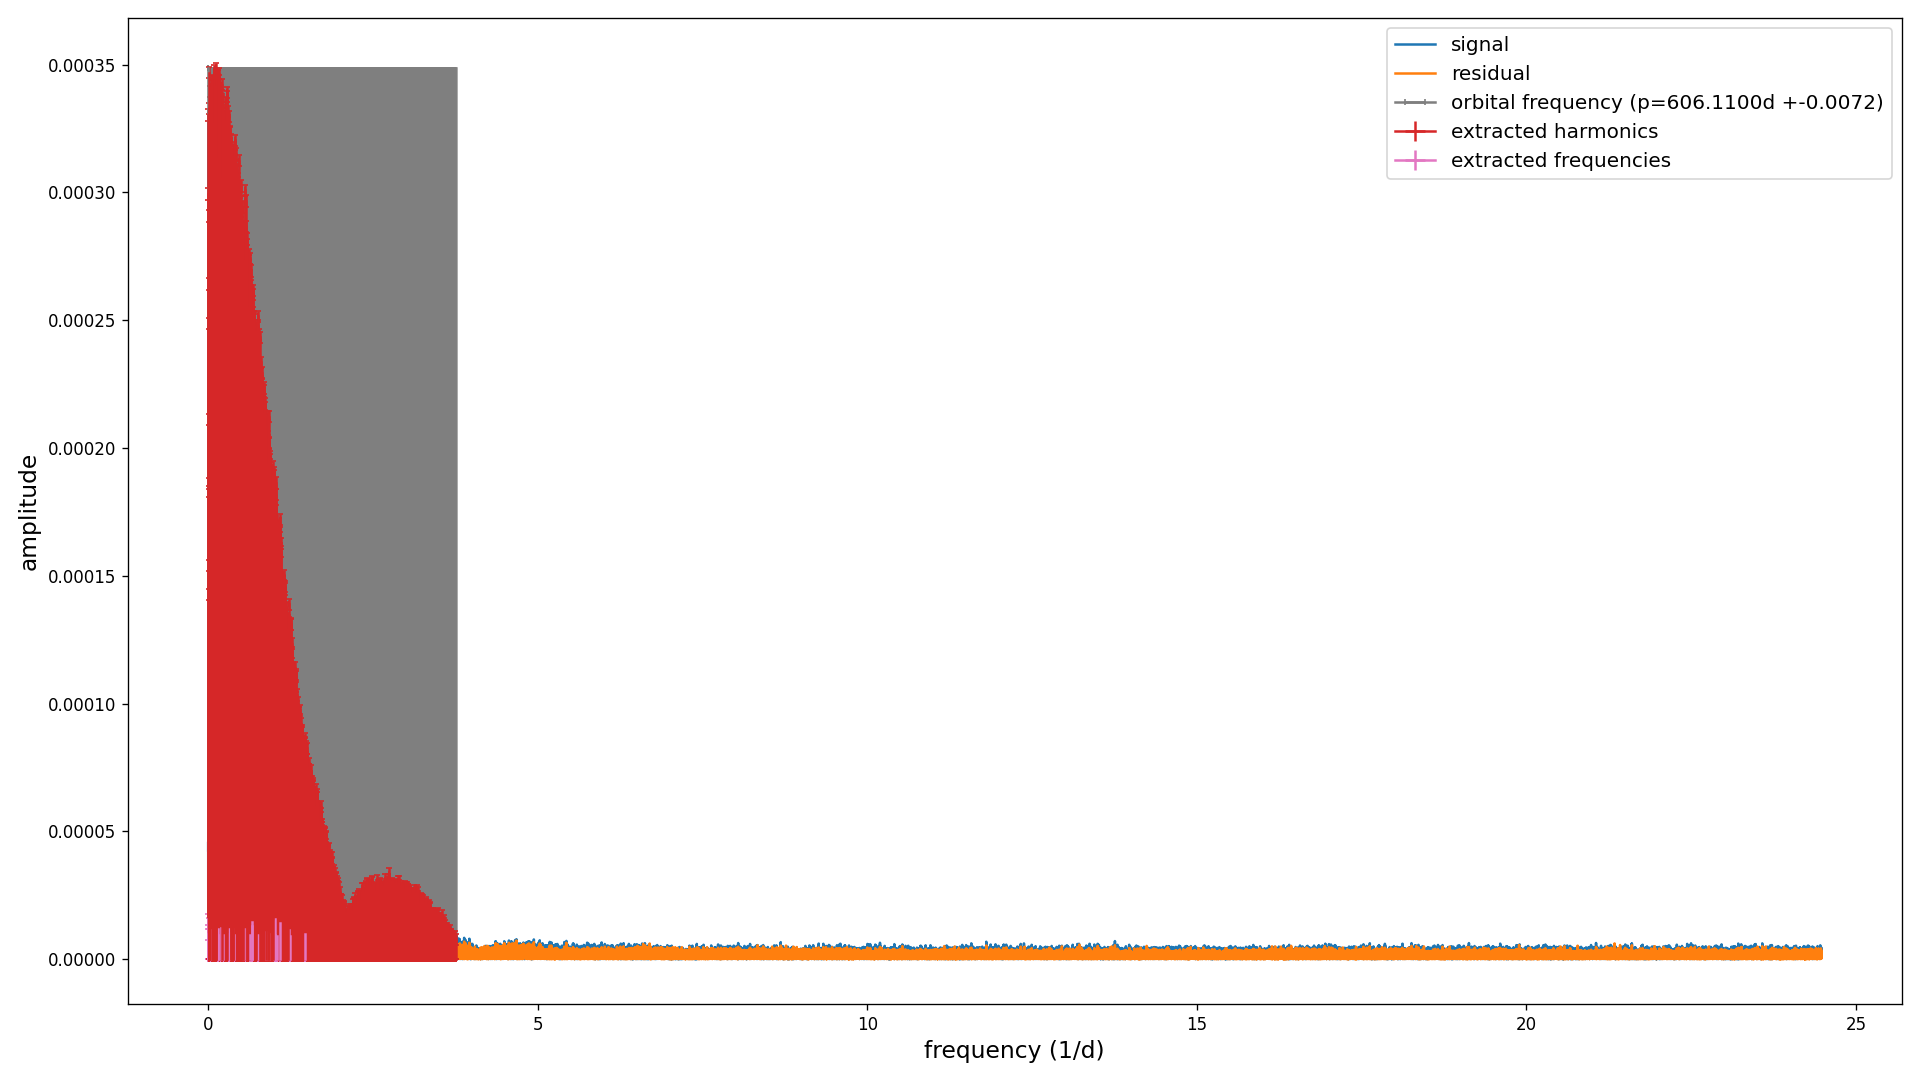 signal
residual
orbital frequency (p=606.1100d +-0.0072)
extracted harmonics
extracted frequencies
amplitude
0.00035
0.00030
0.00025
0.00020
0.00015
0.00010
0.00005
0.00000
0 5 10 15 20 25
frequency (1/d)